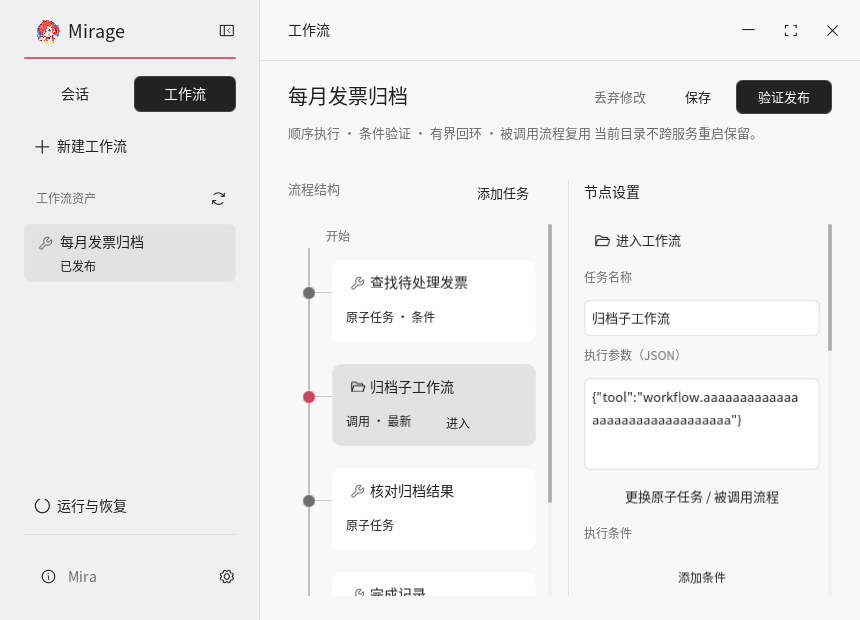 Mirage
会话
工作流
新建工作流
工作流资产
每月发票归档
已发布
运行与恢复
Mira
工作流
每月发票归档
丢弃修改
保存
验证发布
顺序执行 · 条件验证 · 有界回环 · 被调用流程复用 当前目录不跨服务重启保留。
流程结构
添加任务
开始
查找待处理发票
原子任务 · 条件
归档子工作流
调用 · 最新
进入
核对归档结果
原子任务
完成记录
节点设置
进入工作流
任务名称
归档子工作流
执行参数（JSON）
{"tool":"workflow.aaaaaaaaaaaaa
aaaaaaaaaaaaaaaaaaa"}
更换原子任务 / 被调用流程
执行条件
添加条件